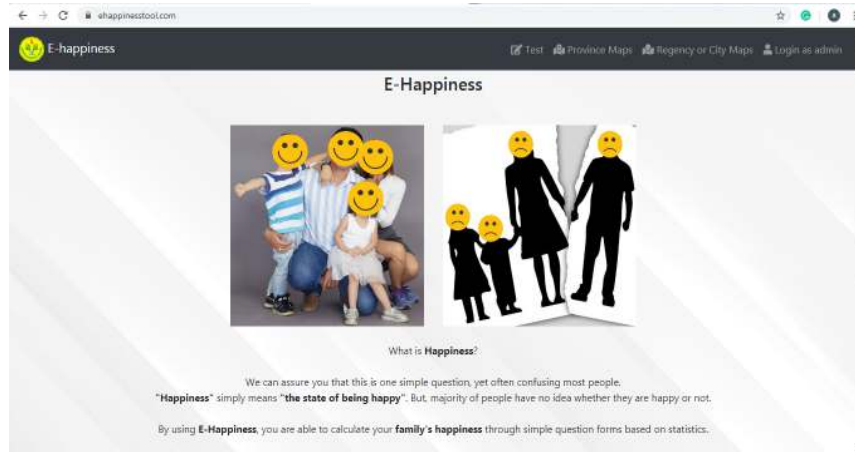 ehappinesstool.com
E-happiness
Test Province Maps Regency or City Maps Login as admin
E-Happiness
What is Happiness?
We can assure you that this is one simple question, yet often confusing most people.
"Happiness" simply means "the state of being happy". But, majority of people have no idea whether they are happy or not.
By using E-Happiness, you are able to calculate your family's happiness through simple question forms based on statistics.